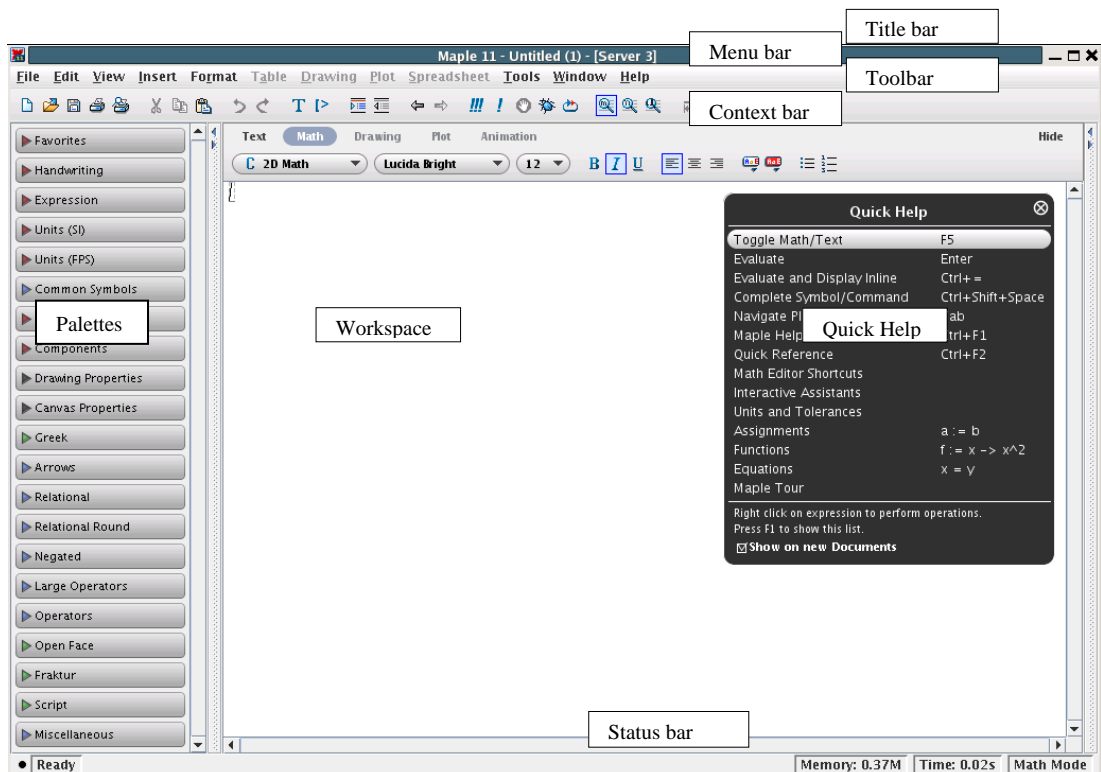 Title bar
Maple 11 - Untitled (1) - [Server 3]
Menu bar
File Edit View Insert Format Table Drawing Plot Spreadsheet Tools Window Help
Toolbar
Context bar
Text Math Drawing Plot Animation Hide
C 2D Math Lucida Bright 12 B I U
Favorites
Handwriting
Expression
Units (SI)
Units (FPS)
Common Symbols
Palettes
Components
Drawing Properties
Canvas Properties
Greek
Arrows
Relational
Relational Round
Negated
Large Operators
Operators
Open Face
Fraktur
Script
Miscellaneous
Workspace
Quick Help
Toggle Math/Text F5
Evaluate Enter
Evaluate and Display Inline Ctrl+ =
Complete Symbol/Command Ctrl+Shift+Space
Navigate
Quick Help
Maple Help
Quick Reference Ctrl+F2
Math Editor Shortcuts
Interactive Assistants
Units and Tolerances
Assignments a := b
Functions f := x -> x^2
Equations x = y
Maple Tour
Right click on expression to perform operations.
Press F1 to show this list.
Show on new Documents
Status bar
Ready Memory: 0.37M Time: 0.02s Math Mode